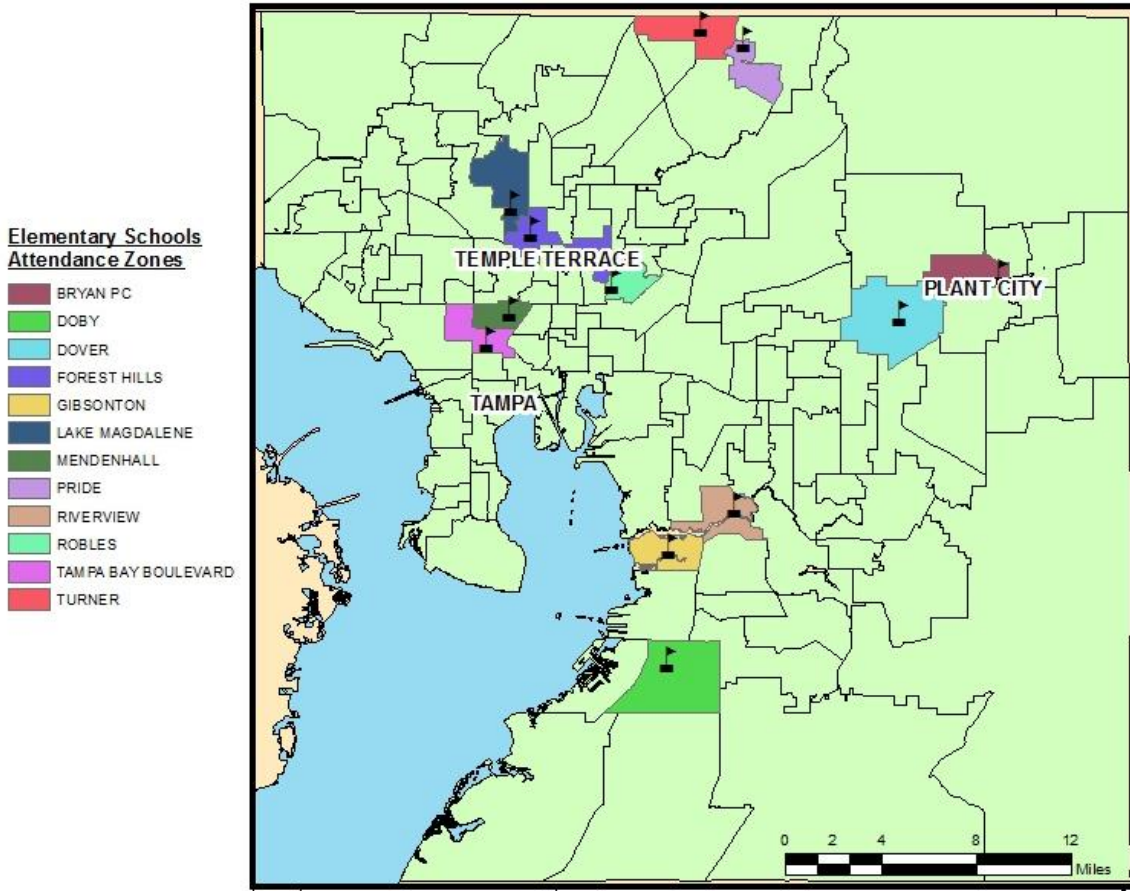 Elementary Schools
Attendance Zones
BRYAN PC
DOBY
DOVER
FOREST HILLS
GIBSONTON
LAKE MAGDALENE
MENDENHALL
PRIDE
RIVERVIEW
ROBLES
TAMPA BAY BOULEVARD
TURNER
TEMPLE TERRACE
PLANT CITY
TAMPA
0 2 4 8 12
Miles